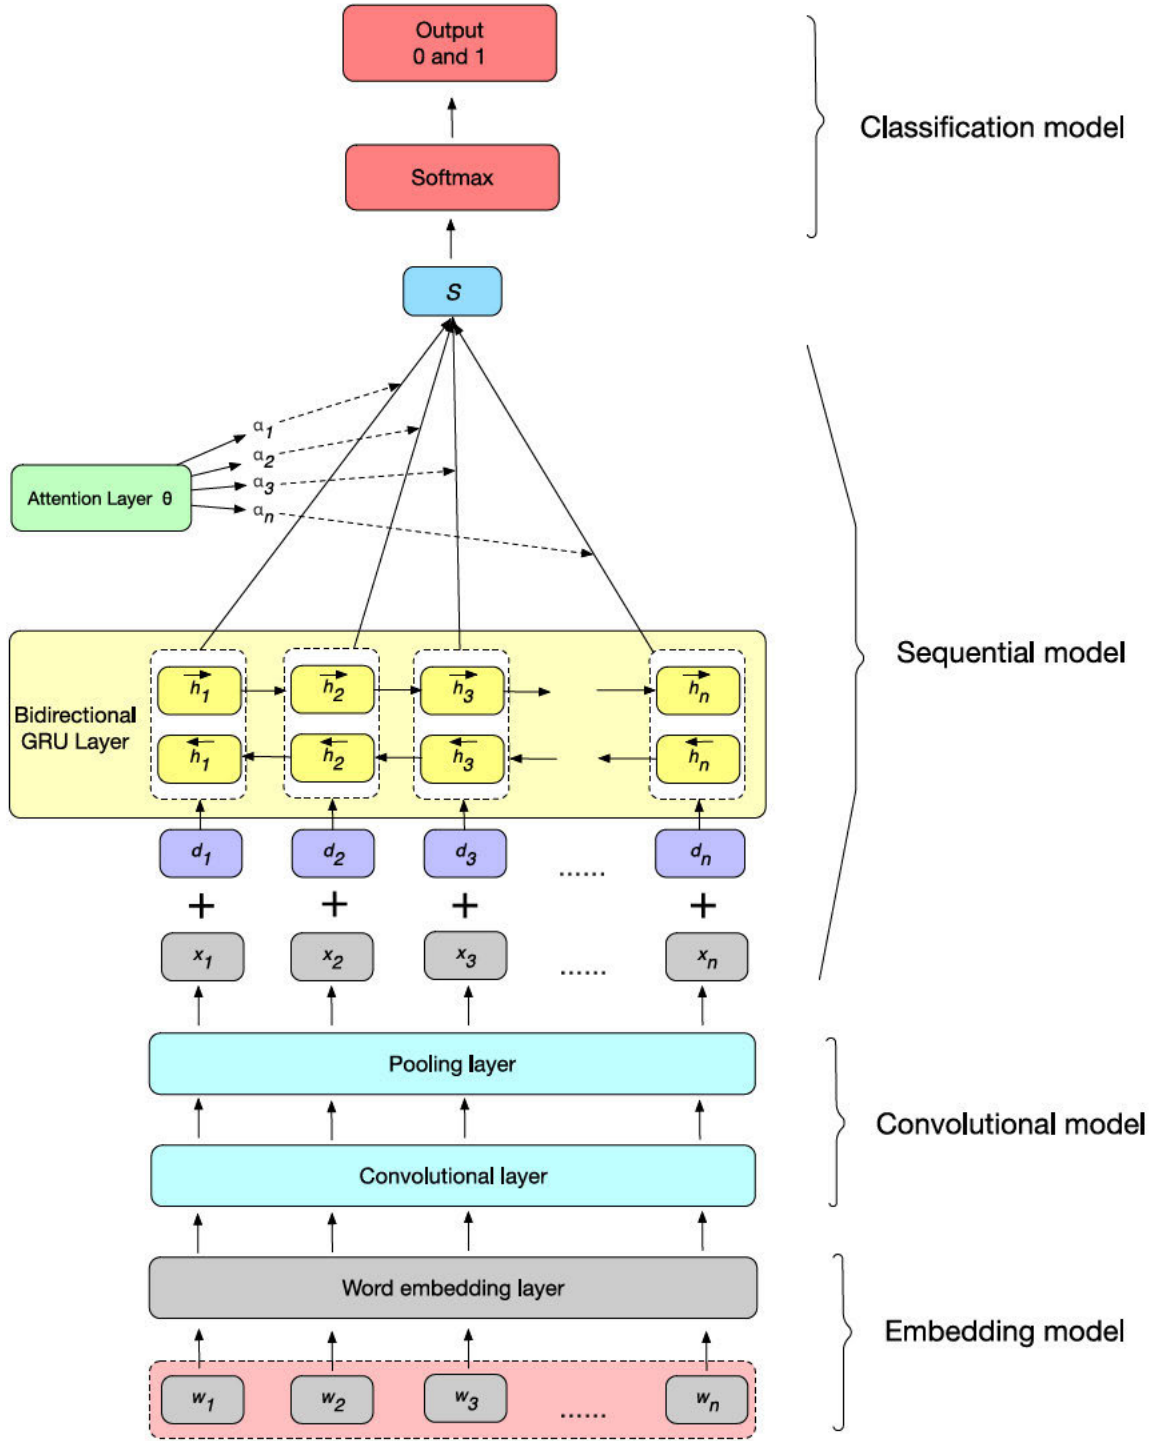 Output
0 and 1
Classification model
Softmax
S
α1
α2
α3
αn
Attention Layer θ
Sequential model
Bidirectional
GRU Layer
h1 h2 h3 hn
h1 h2 h3 hn
d1 d2 d3 ...... dn
+ + + +
x1 x2 x3 ...... xn
Pooling layer
Convolutional model
Convolutional layer
Word embedding layer
Embedding model
w1 w2 w3 ...... wn